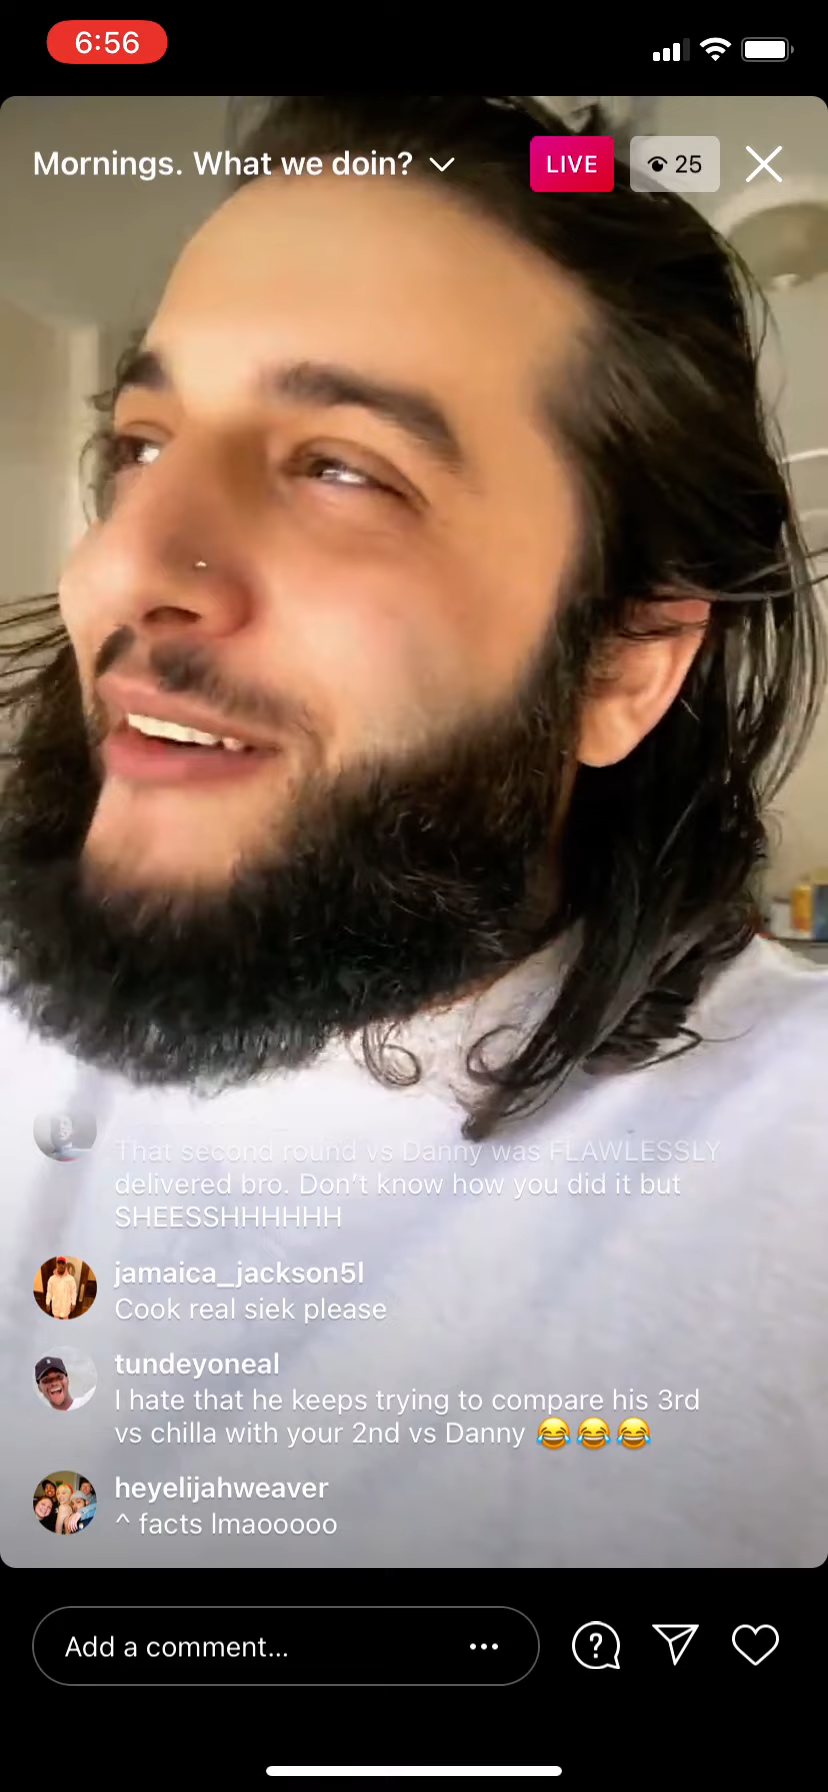 6:56
Mornings. What we doin?
LIVE
25
That second round vs Danny was FLAWLESSLY
delivered bro. Don't know how you did it but
SHEESSHHHHHH
jamaica_jackson5l
Cook real siek please
tundeyoneal
I hate that he keeps trying to compare his 3rd
vs chilla with your 2nd vs Danny 😂😂😂
heyelijahweaver
^ facts lmaooooo
Add a comment...